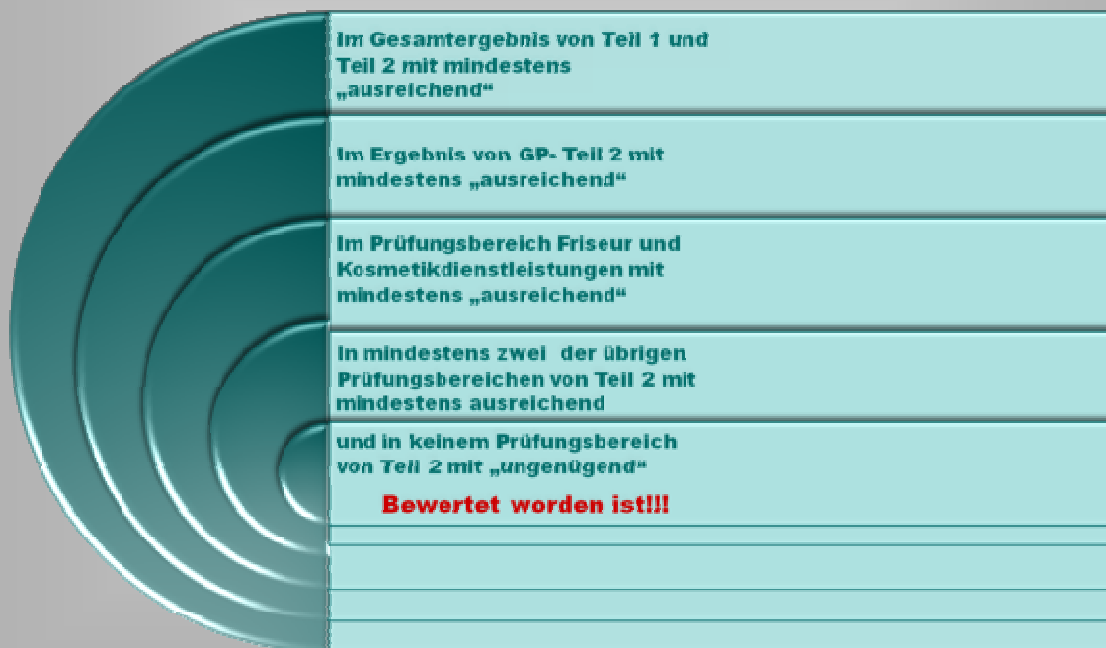 Im Gesamtergebnis von Teil 1 und
Teil 2 mit mindestens
„ausreichend“
Im Ergebnis von GP- Teil 2 mit
mindestens „ausreichend“
Im Prüfungsbereich Friseur und
Kosmetikdienstleistungen mit
mindestens „ausreichend“
In mindestens zwei der übrigen
Prüfungsbereichen von Teil 2 mit
mindestens ausreichend
und in keinem Prüfungsbereich
von Teil 2 mit „ungenügend“
Bewertet worden ist!!!